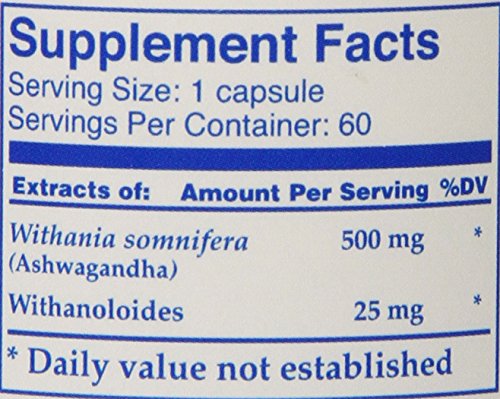 Supplement Facts
Serving Size: 1 capsule
Servings Per Container: 60
Extracts of: Amount Per Serving %DV
Withania somnifera 500 mg *
(Ashwagandha)
Withanoloides 25 mg *
* Daily value not established